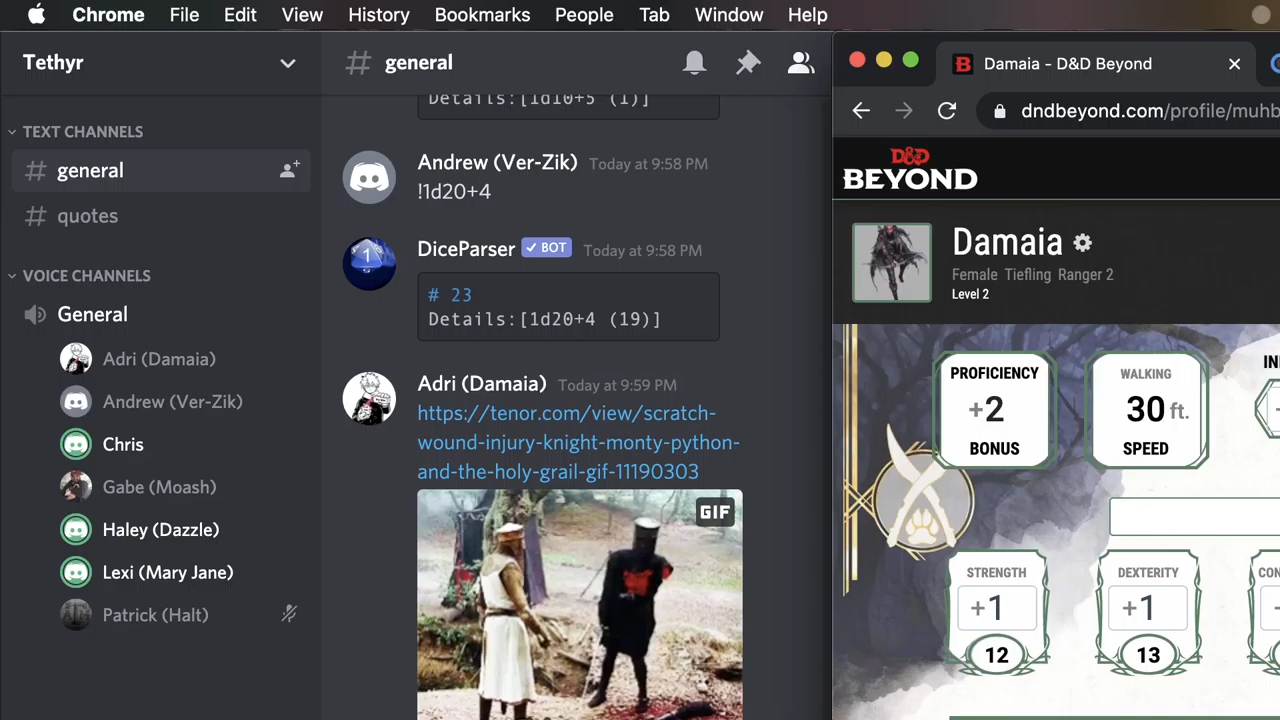 Chrome File Edit View History Bookmarks People Tab Window Help
Tethyr
TEXT CHANNELS
# general
# quotes
VOICE CHANNELS
General
Adri (Damaia)
Andrew (Ver-Zik)
Chris
Gabe (Moash)
Haley (Dazzle)
Lexi (Mary Jane)
Patrick (Halt)
# general
Details:[1d10+5 (1)]
Andrew (Ver-Zik) Today at 9:58 PM
!1d20+4
DiceParser ✓ BOT Today at 9:58 PM
# 23
Details:[1d20+4 (19)]
Adri (Damaia) Today at 9:59 PM
https://tenor.com/view/scratch-
wound-injury-knight-monty-python-
and-the-holy-grail-gif-11190303
GIF
Damaia - D&D Beyond
dndbeyond.com/profile/muhb
D&D
BEYOND
Damaia
Female Tiefling Ranger 2
Level 2
PROFICIENCY
+2
BONUS
WALKING
30 ft.
SPEED
STRENGTH
+1
12
DEXTERITY
+1
13